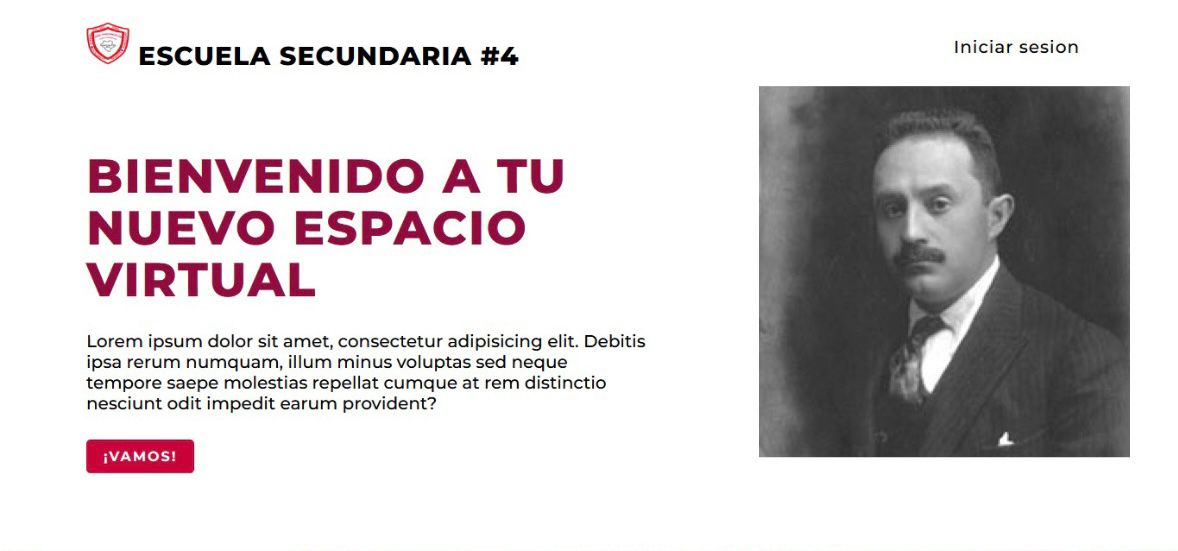 ESCUELA SECUNDARIA #4
Iniciar sesion
BIENVENIDO A TU
NUEVO ESPACIO
VIRTUAL
Lorem ipsum dolor sit amet, consectetur adipisicing elit. Debitis
ipsa rerum numquam, illum minus voluptas sed neque
tempore saepe molestias repellat cumque at rem distinctio
nesciunt odit impedit earum provident?
¡VAMOS!